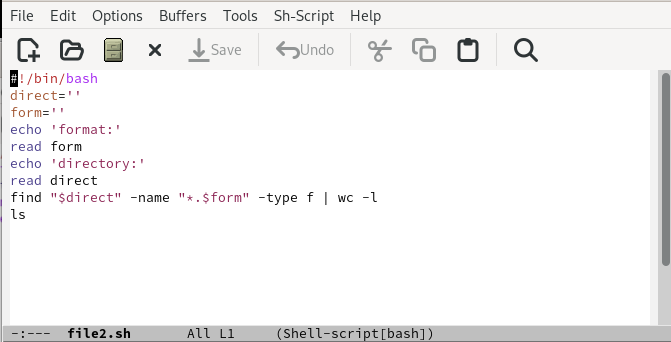 File Edit Options Buffers Tools Sh-Script Help
Save Undo
#!/bin/bash
direct=''
form=''
echo 'format:'
read form
echo 'directory:'
read direct
find "$direct" -name "*.$form" -type f | wc -l
ls
-:--- file2.sh All L1 (Shell-script[bash])